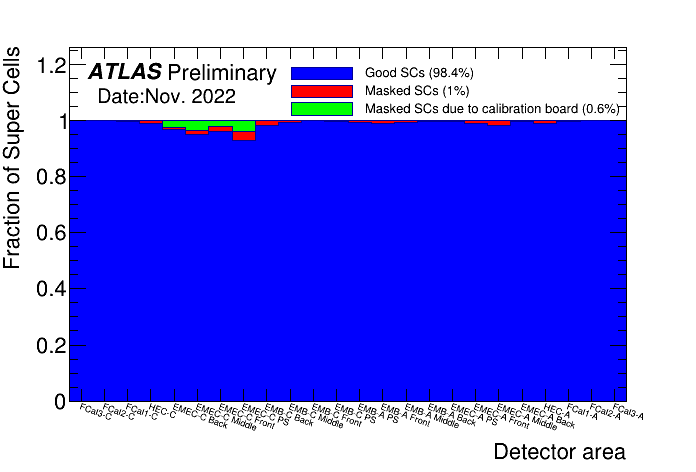 Fraction of Super Cells
ATLAS Preliminary
Date:Nov. 2022
Good SCs (98.4%)
Masked SCs (1%)
Masked SCs due to calibration board (0.6%)
1.2
1
0.8
0.6
0.4
0.2
0
FCal3-C
FCal2-C
FCal1-C
HEC-C
EMEC-C Back
EMEC-C Middle
EMEC-C Front
EMEC-C PS
EMB-C Back
EMB-C Middle
EMB-C Front
EMB-C PS
EMB-A PS
EMB-A Front
EMB-A Middle
EMB-A Back
EMEC-A PS
EMEC-A Front
EMEC-A Middle
EMEC-A Back
HEC-A
FCal1-A
FCal2-A
FCal3-A
Detector area